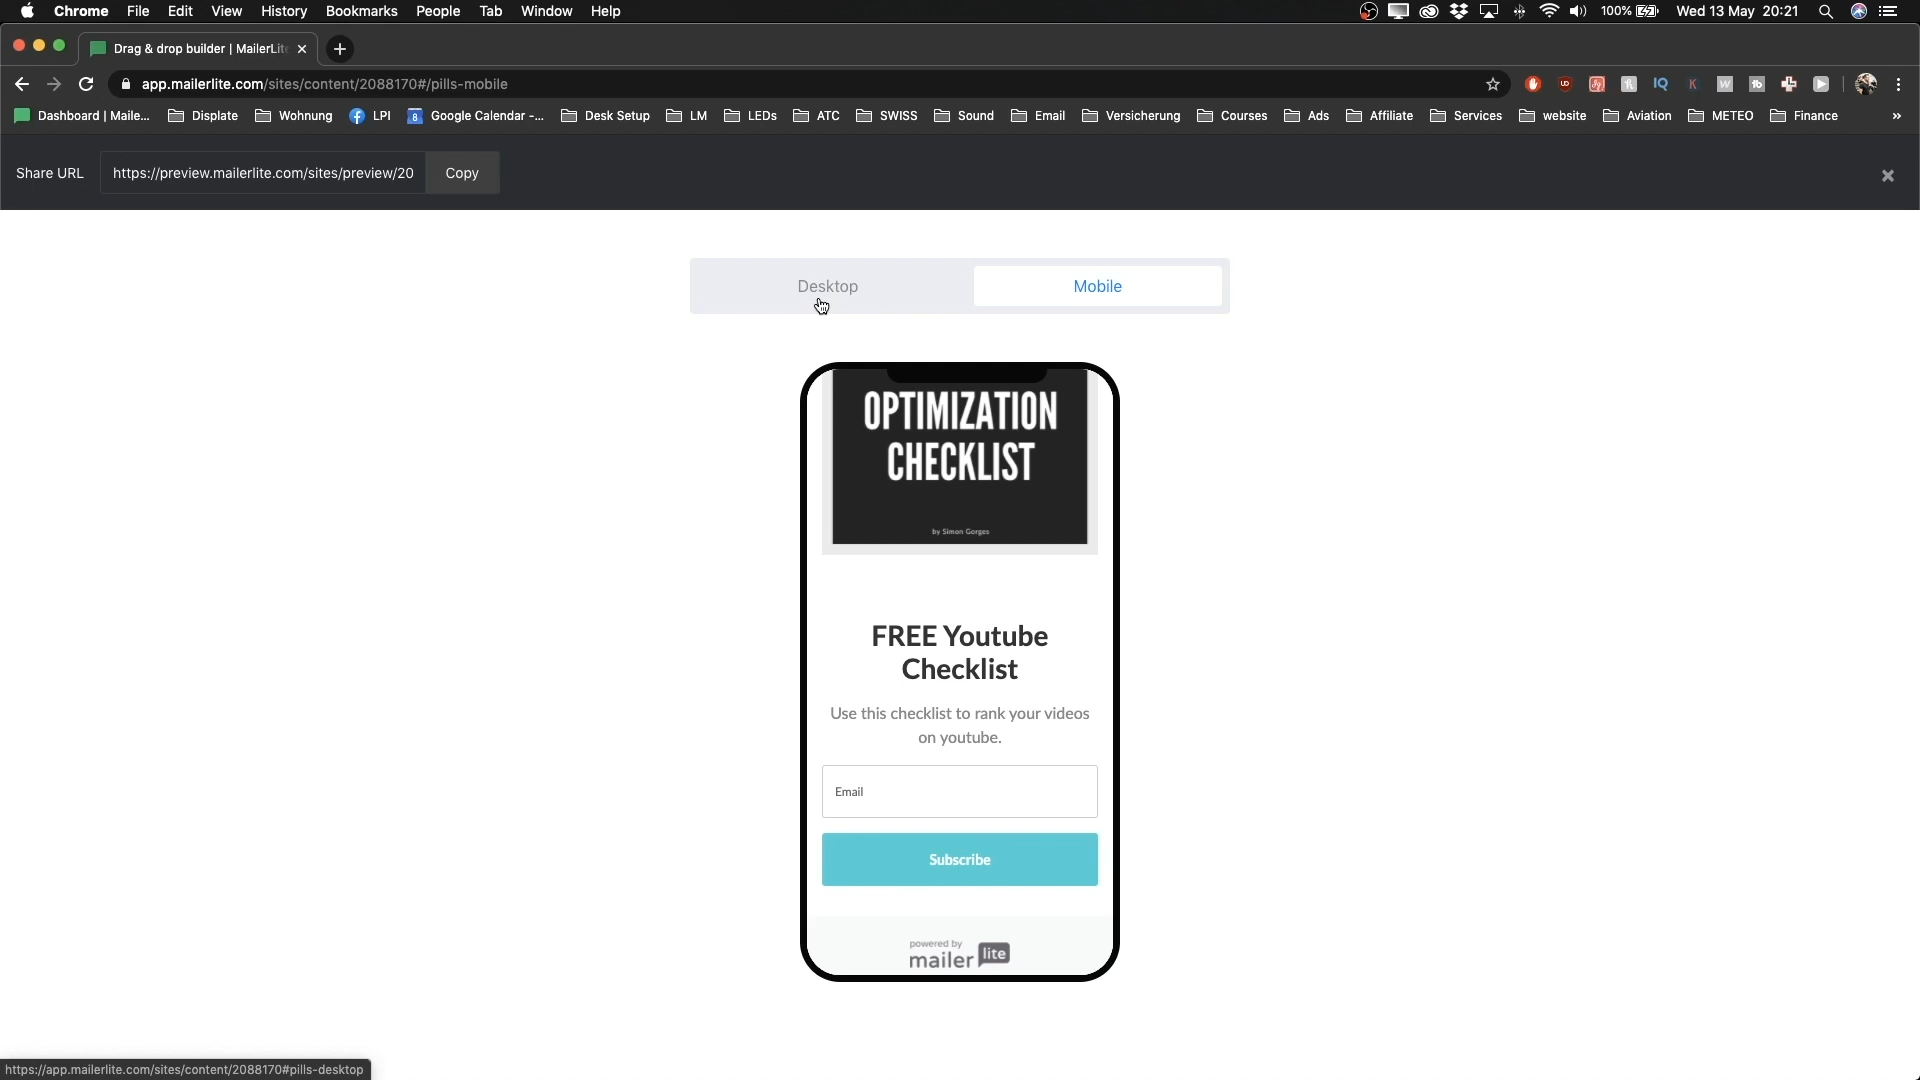 Chrome File Edit View History Bookmarks People Tab Window Help 100% Wed 13 May 20:21
Drag & drop builder | MailerLite
app.mailerlite.com/sites/content/2088170#/pills-mobile
Dashboard | Maile... Displate Wohnung LPI Google Calendar -... Desk Setup LM LEDs ATC SWISS Sound Email Versicherung Courses Ads Affiliate Services website Aviation METEO Finance »
Share URL https://preview.mailerlite.com/sites/preview/20 Copy
Desktop Mobile
OPTIMIZATION
CHECKLIST
by Simon Gorges
FREE Youtube
Checklist
Use this checklist to rank your videos
on youtube.
Email
Subscribe
powered by
mailer lite
https://app.mailerlite.com/sites/content/2088170#pills-desktop